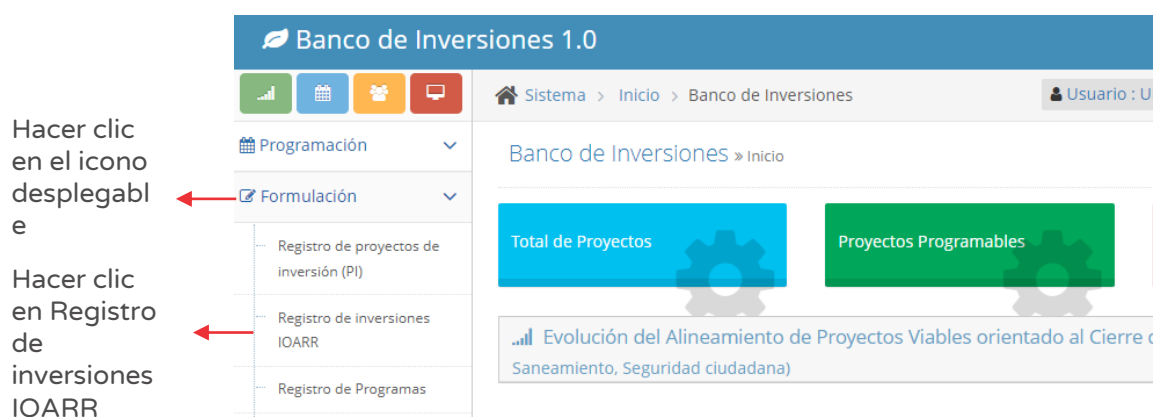 Banco de Inversiones 1.0
Sistema > Inicio > Banco de Inversiones
Usuario : U
Hacer clic
en el icono
desplegabl
e
Hacer clic
en Registro
de
inversiones
IOARR
Programación
Formulación
Registro de proyectos de
inversión (PI)
Registro de inversiones
IOARR
Registro de Programas
Banco de Inversiones » Inicio
Total de Proyectos
Proyectos Programables
Evolución del Alineamiento de Proyectos Viables orientado al Cierre
Saneamiento, Seguridad ciudadana)